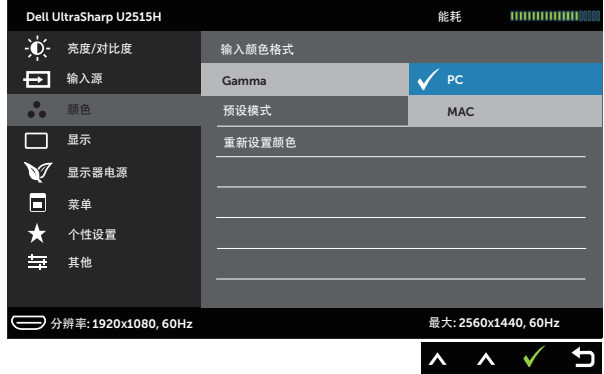 Dell UltraSharp U2515H 能耗
亮度/对比度 输入颜色格式
输入源 Gamma PC
颜色 预设模式 MAC
显示 重新设置颜色
显示器电源
菜单
个性设置
其他
分辨率: 1920x1080, 60Hz 最大: 2560x1440, 60Hz